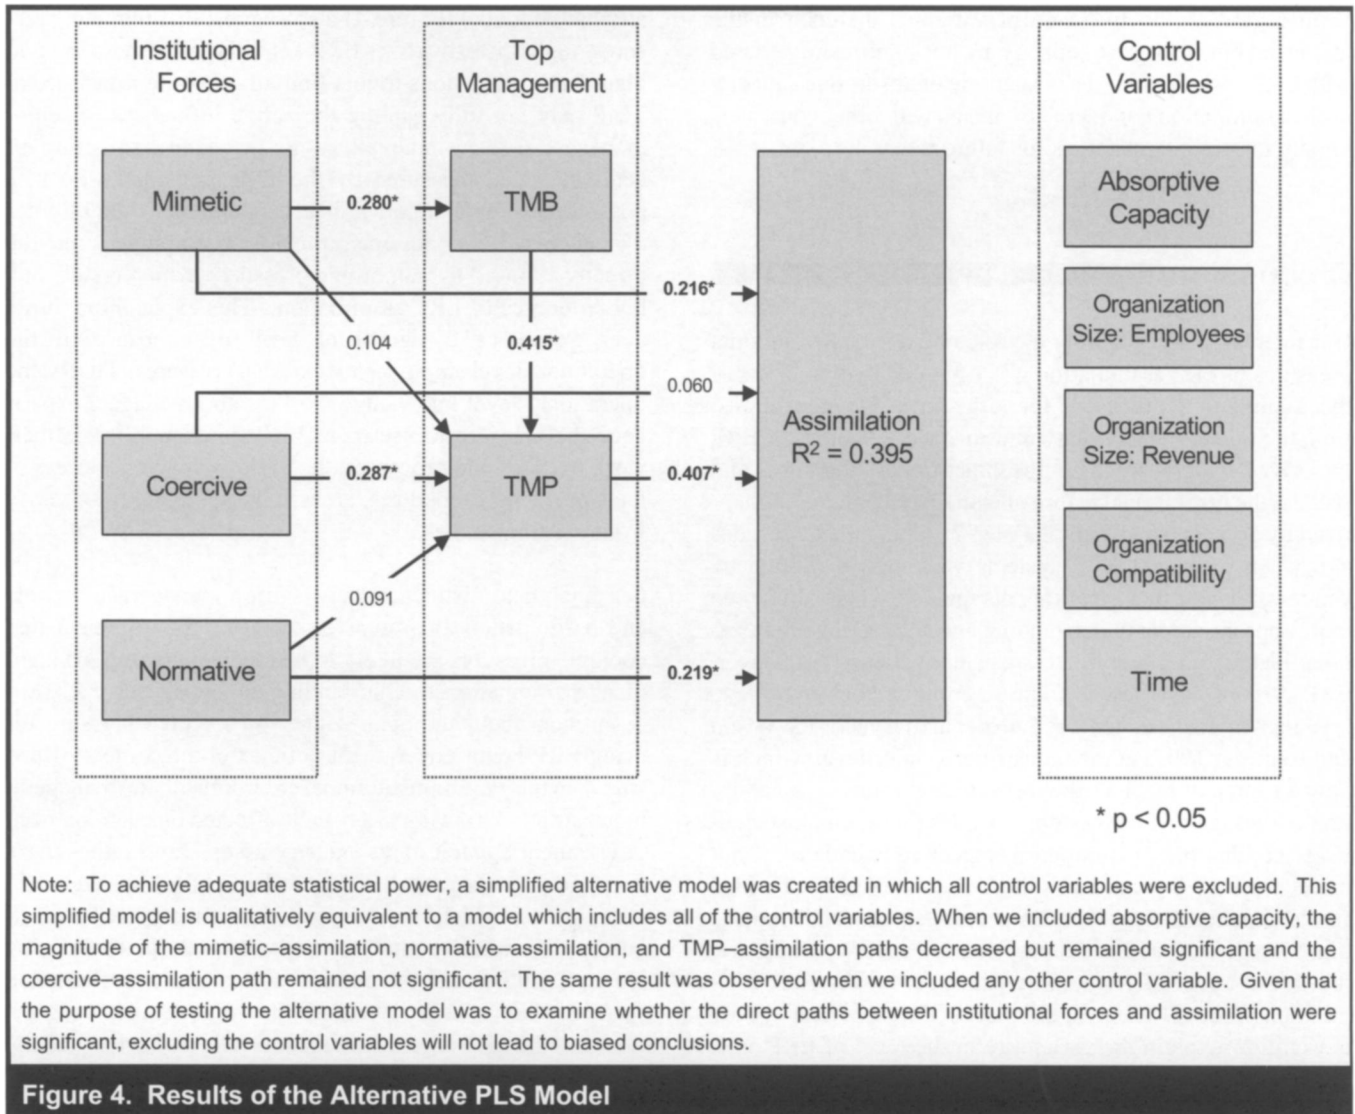 Institutional
Forces
Top
Management
Control
Variables
Mimetic
0.280*
TMB
Absorptive
Capacity
0.216*
Organization
Size: Employees
0.104
0.415*
0.060
Assimilation
R² = 0.395
Organization
Size: Revenue
Coercive
0.287*
TMP
0.407*
Organization
Compatibility
0.091
Normative
0.219*
Time
* p < 0.05
Note: To achieve adequate statistical power, a simplified alternative model was created in which all control variables were excluded. This
simplified model is qualitatively equivalent to a model which includes all of the control variables. When we included absorptive capacity, the
magnitude of the mimetic–assimilation, normative–assimilation, and TMP–assimilation paths decreased but remained significant and the
coercive–assimilation path remained not significant. The same result was observed when we included any other control variable. Given that
the purpose of testing the alternative model was to examine whether the direct paths between institutional forces and assimilation were
significant, excluding the control variables will not lead to biased conclusions.
Figure 4. Results of the Alternative PLS Model